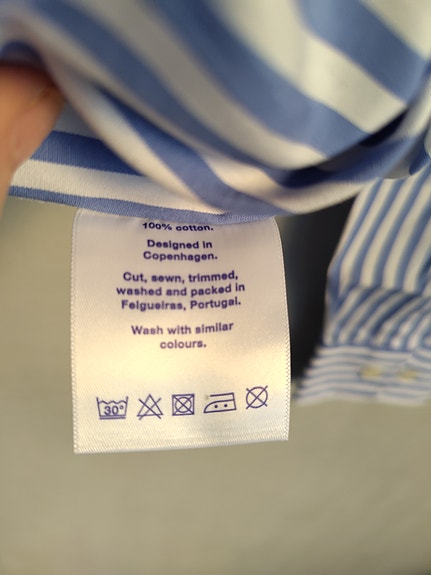 100% cotton.
Designed in
Copenhagen.
Cut, sewn, trimmed,
washed and packed in
Felgueiras, Portugal.
Wash with similar
colours.
30°